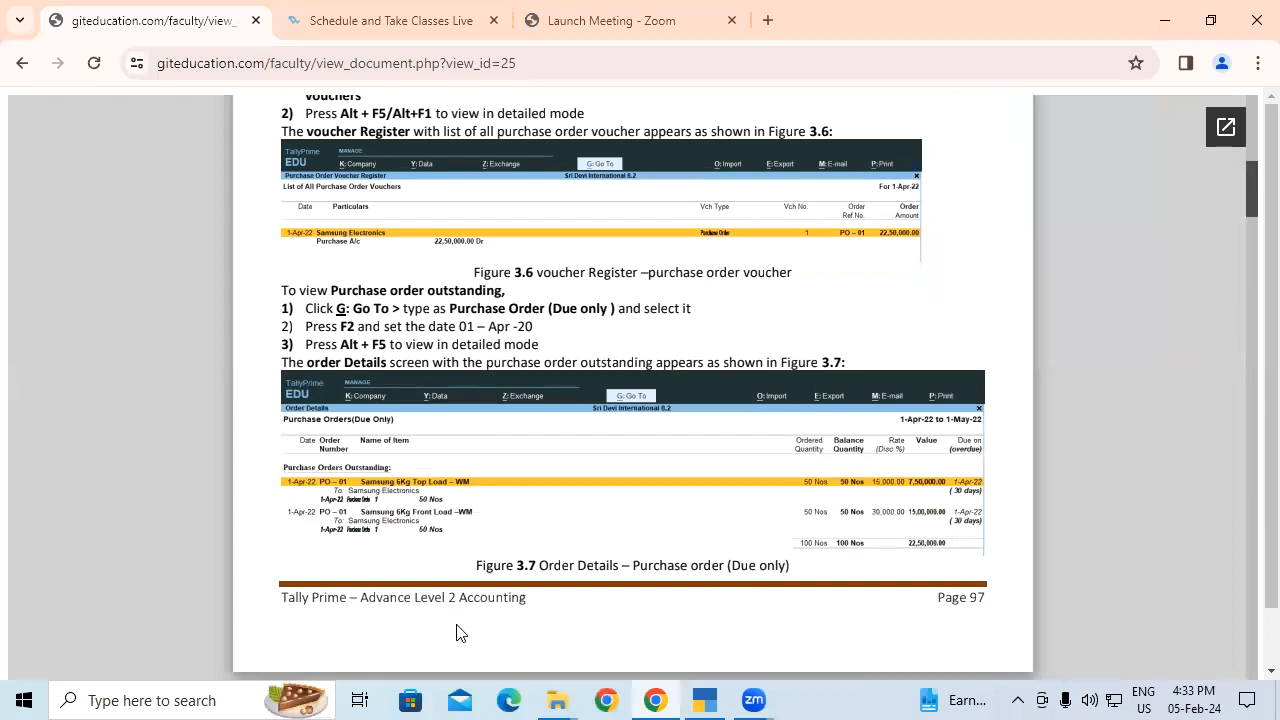 giteducation.com/faculty/view_
Schedule and Take Classes Live
Launch Meeting - Zoom
giteducation.com/faculty/view_document.php?view_id=25
vouchers
2) Press Alt + F5/Alt+F1 to view in detailed mode
The voucher Register with list of all purchase order voucher appears as shown in Figure 3.6:
TallyPrime MANAGE
EDU K: Company Y: Data Z: Exchange G: Go To O: Import E: Export M: E-mail P: Print
Purchase Order Voucher Register Sri Devi International 8.2
List of All Purchase Order Vouchers For 1-Apr-22
Date Particulars Vch Type Vch No. Order Order
Ref.No. Amount
1-Apr-22 Samsung Electronics Purchase Order 1 PO – 01 22,50,000.00
Purchase A/c 22,50,000.00 Dr
Figure 3.6 voucher Register –purchase order voucher
To view Purchase order outstanding,
1) Click G: Go To > type as Purchase Order (Due only ) and select it
2) Press F2 and set the date 01 – Apr -20
3) Press Alt + F5 to view in detailed mode
The order Details screen with the purchase order outstanding appears as shown in Figure 3.7:
TallyPrime MANAGE
EDU K: Company Y: Data Z: Exchange G: Go To O: Import E: Export M: E-mail P: Print
Order Details Sri Devi International 8.2
Purchase Orders(Due Only) 1-Apr-22 to 1-May-22
Date Order Name of Item Ordered Balance Rate Value Due on
Number Quantity Quantity (Disc %) (overdue)
Purchase Orders Outstanding:
1-Apr-22 PO – 01 Samsung 6Kg Top Load – WM 50 Nos 50 Nos 15,000.00 7,50,000.00 1-Apr-22
To: Samsung Electronics ( 30 days)
1-Apr-22 Purchase Order 1 50 Nos
1-Apr-22 PO – 01 Samsung 6Kg Front Load –WM 50 Nos 50 Nos 30,000.00 15,00,000.00 1-Apr-22
To: Samsung Electronics ( 30 days)
1-Apr-22 Purchase Order 1 50 Nos
100 Nos 100 Nos 22,50,000.00
Figure 3.7 Order Details – Purchase order (Due only)
Tally Prime – Advance Level 2 Accounting Page 97
Type here to search
zm
Earn...
ENG 4:33 PM
US 05-Feb-24